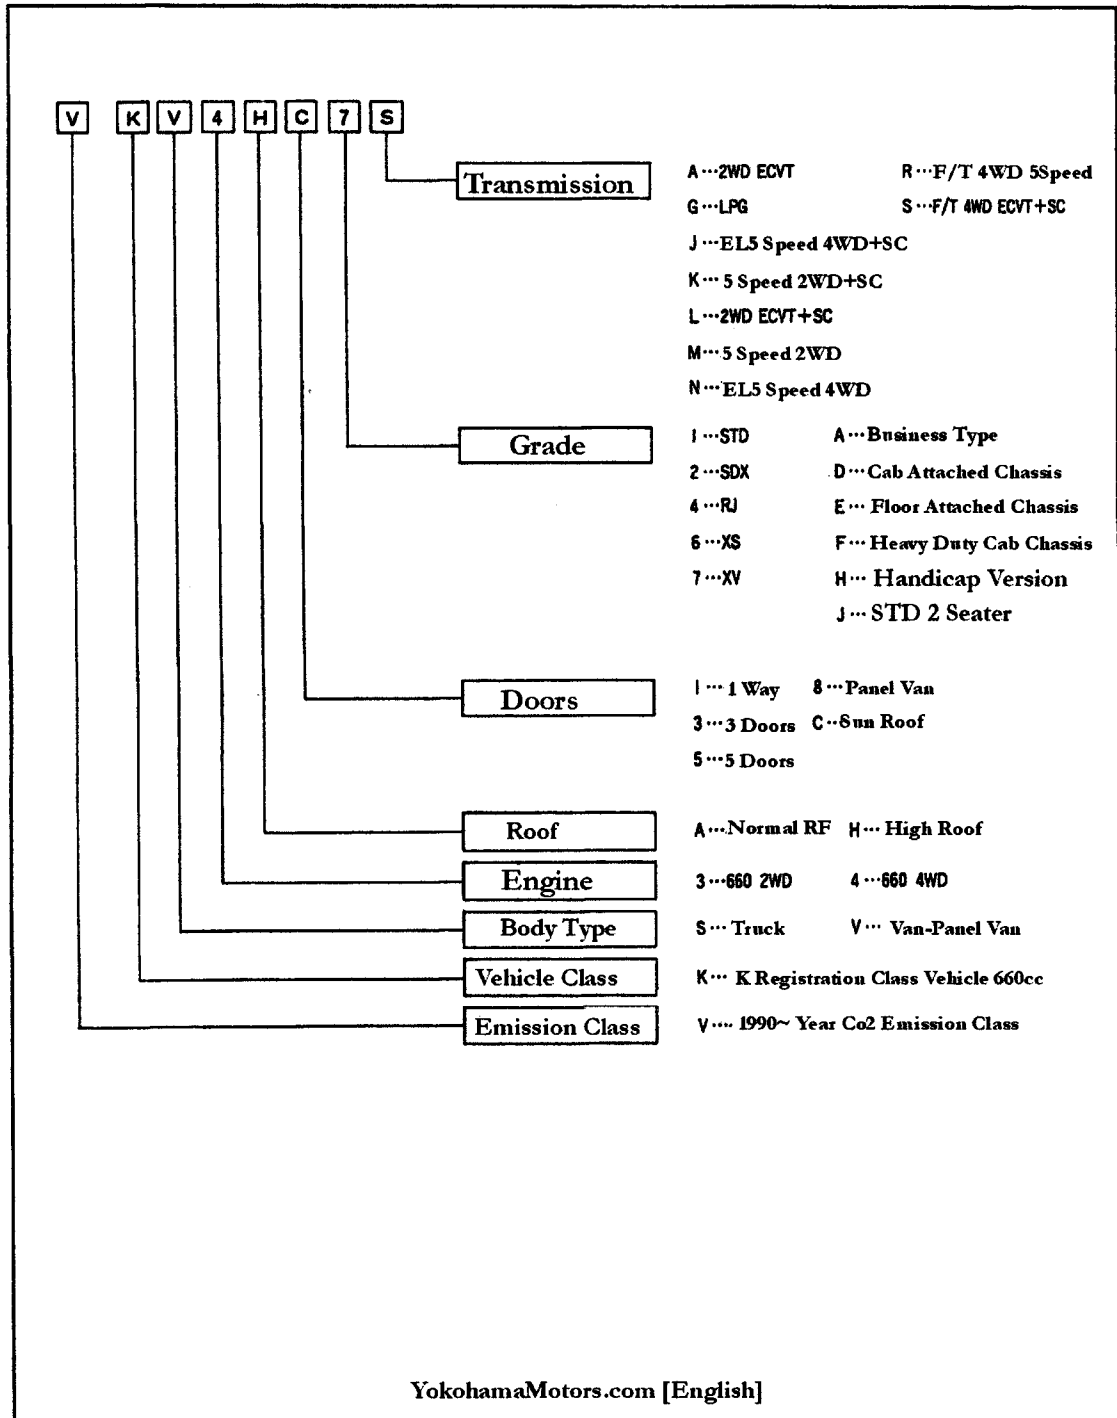 V K V 4 H C 7 S
Transmission
A…2WD ECVT R…F/T 4WD 5Speed
G…LPG S…F/T 4WD ECVT+SC
J…EL5 Speed 4WD+SC
K…5 Speed 2WD+SC
L…2WD ECVT+SC
M…5 Speed 2WD
N…EL5 Speed 4WD
Grade
1…STD A…Business Type
2…SDX D…Cab Attached Chassis
4…RJ E…Floor Attached Chassis
6…XS F…Heavy Duty Cab Chassis
7…XV H…Handicap Version
J…STD 2 Seater
Doors
1…1 Way 8…Panel Van
3…3 Doors C..Sun Roof
5…5 Doors
Roof
A…Normal RF H…High Roof
Engine
3…660 2WD 4…660 4WD
Body Type
S…Truck V…Van-Panel Van
Vehicle Class
K…K Registration Class Vehicle 660cc
Emission Class
V….1990~ Year Co2 Emission Class
YokohamaMotors.com [English]